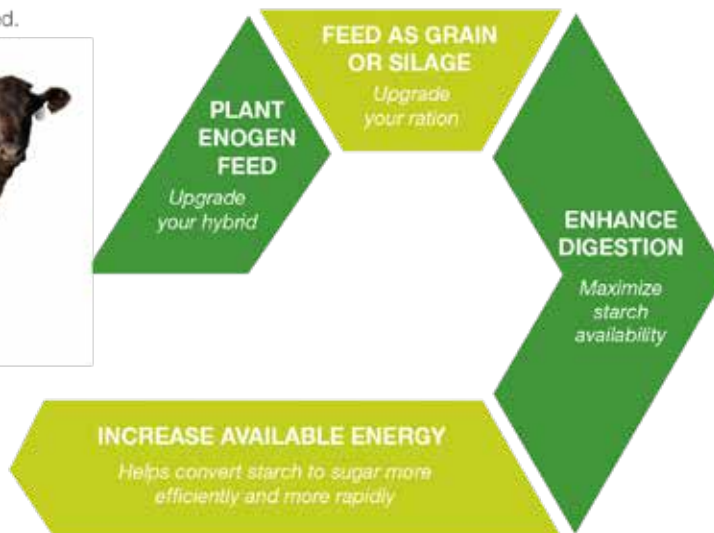 ed.
PLANT
ENOGEN
FEED
Upgrade
your hybrid
FEED AS GRAIN
OR SILAGE
Upgrade
your ration
ENHANCE
DIGESTION
Maximize
starch
availability
INCREASE AVAILABLE ENERGY
Helps convert starch to sugar more
efficiently and more rapidly